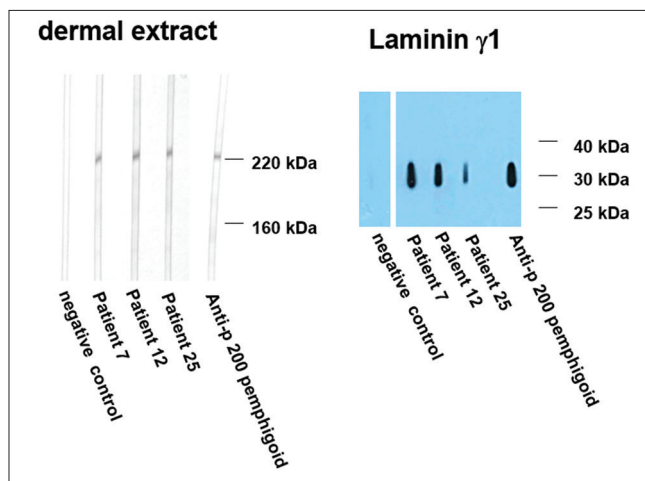 dermal extract
220 kDa
160 kDa
negative control
Patient 7
Patient 12
Patient 25
Anti-p 200 pemphigoid
Laminin γ1
40 kDa
30 kDa
25 kDa
negative control
Patient 7
Patient 12
Patient 25
Anti-p 200 pemphigoid